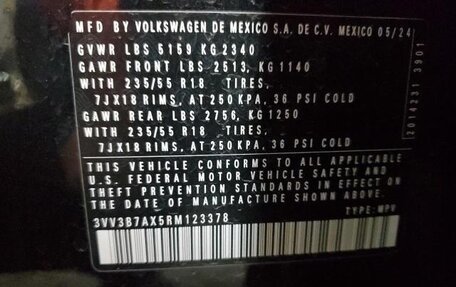 MFD BY VOLKSWAGEN DE MEXICO S.A. DE C.V. MEXICO 05/24
GVWR LBS 5159 KG 2340
GAWR FRONT LBS 2513, KG 1140
WITH 235/55 R18 TIRES,
7JX18 RIMS, AT 250 KPA, 36 PSI COLD
GAWR REAR LBS 2756, KG 1250
WITH 235/55 R18 TIRES,
7JX18 RIMS, AT 250 KPA, 36 PSI COLD
THIS VEHICLE CONFORMS TO ALL APPLICABLE
U.S. FEDERAL MOTOR VEHICLE SAFETY AND
THEFT PREVENTION STANDARDS IN EFFECT ON
THE DATE OF MANUFACTURE SHOWN ABOVE
3VV3B7AX5RM123378 TYPE: MPV
2014231 3901